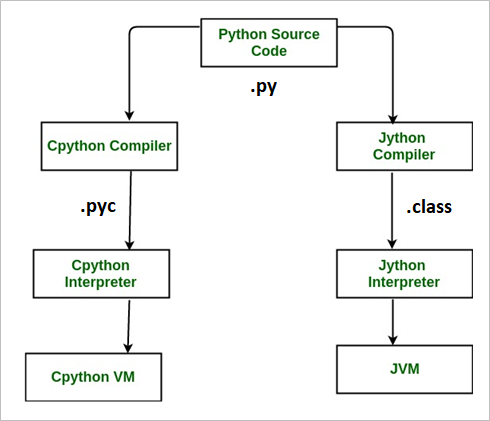 Python Source
Code
.py
Cpython Compiler
Jython
Compiler
.pyc
.class
Cpython
Interpreter
Jython
Interpreter
Cpython VM
JVM